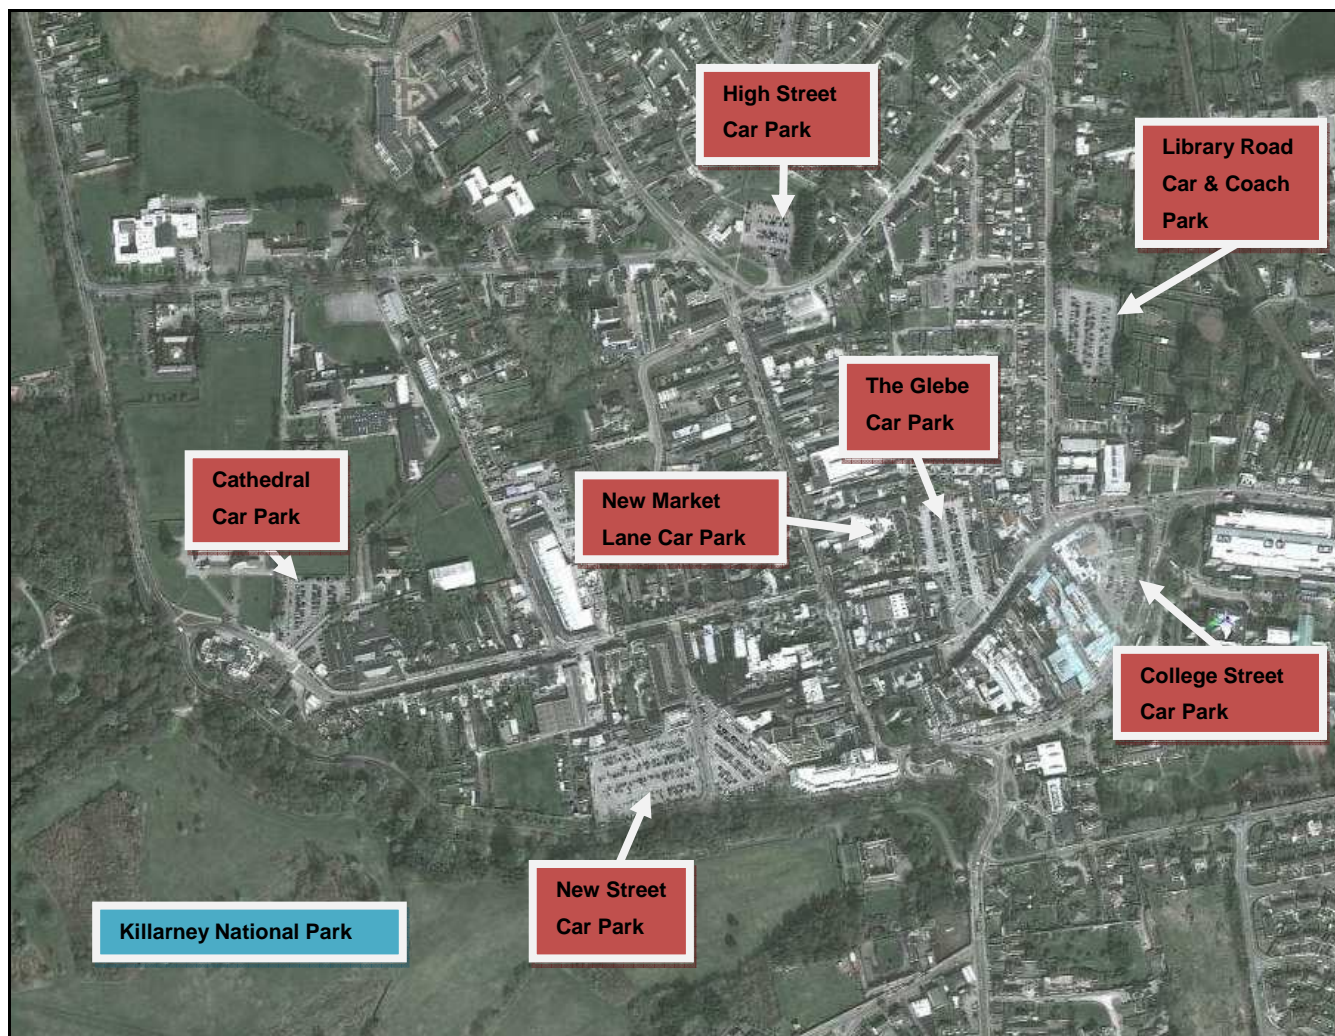 High Street
Car Park
Library Road
Car & Coach
Park
The Glebe
Car Park
Cathedral
Car Park
New Market
Lane Car Park
College Street
Car Park
New Street
Car Park
Killarney National Park